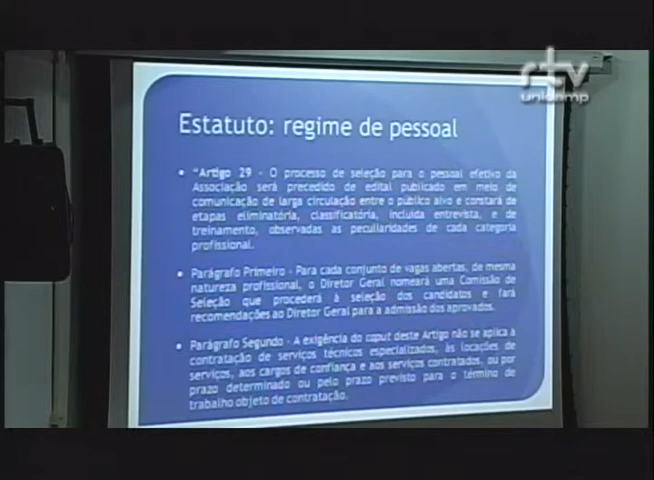 rtv
unicamp
Estatuto: regime de pessoal
• "Artigo 29 - O processo de seleção para o pessoal efetivo da
Associação será precedido de edital publicado em meio de
comunicação de larga circulação entre o público alvo e constará de
etapas eliminatória, classificatória, incluida entrevista, e de
treinamento, observadas as peculiaridades de cada categoria
profissional.
• Parágrafo Primeiro - Para cada conjunto de vagas abertas, de mesma
natureza profissional, o Diretor Geral nomeará uma Comissão de
Seleção que procederá à seleção dos candidatos e fará
recomendações ao Diretor Geral para a admissão dos aprovados.
• Parágrafo Segundo - A exigência do caput deste Artigo não se aplica à
contratação de serviços técnicos especializados, às locações de
serviços, aos cargos de confiança e aos serviços contratados, ou por
prazo determinado ou pelo prazo previsto para o término de
trabalho objeto de contratação.